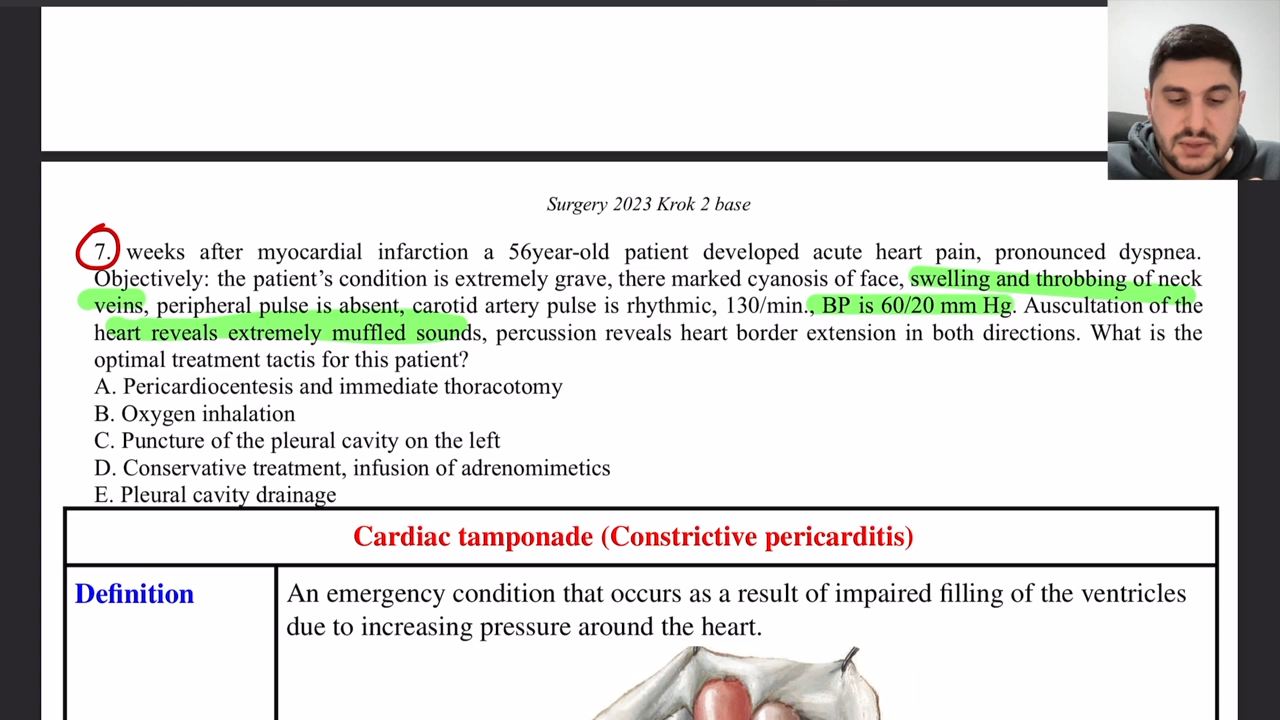 Surgery 2023 Krok 2 base
7. weeks after myocardial infarction a 56year-old patient developed acute heart pain, pronounced dyspnea.
Objectively: the patient’s condition is extremely grave, there marked cyanosis of face, swelling and throbbing of neck
veins, peripheral pulse is absent, carotid artery pulse is rhythmic, 130/min., BP is 60/20 mm Hg. Auscultation of the
heart reveals extremely muffled sounds, percussion reveals heart border extension in both directions. What is the
optimal treatment tactis for this patient?
A. Pericardiocentesis and immediate thoracotomy
B. Oxygen inhalation
C. Puncture of the pleural cavity on the left
D. Conservative treatment, infusion of adrenomimetics
E. Pleural cavity drainage
Cardiac tamponade (Constrictive pericarditis)
Definition
An emergency condition that occurs as a result of impaired filling of the ventricles
due to increasing pressure around the heart.